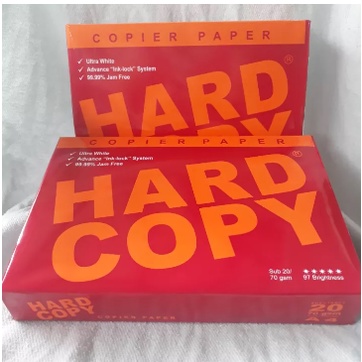 COPIER PAPER
✓ Ultra White
✓ Advance "Ink-lock" System
✓ 99.99% Jam Free
HARD®
COPY
COPIER PAPER
✓ Ultra White
✓ Advance "Ink-lock" System
✓ 99.99% Jam Free
HARD®
COPY
Sub 20/
70 gsm
★★★★★
97 Brightness
HARD
COPY
COPIER PAPER
20
A4